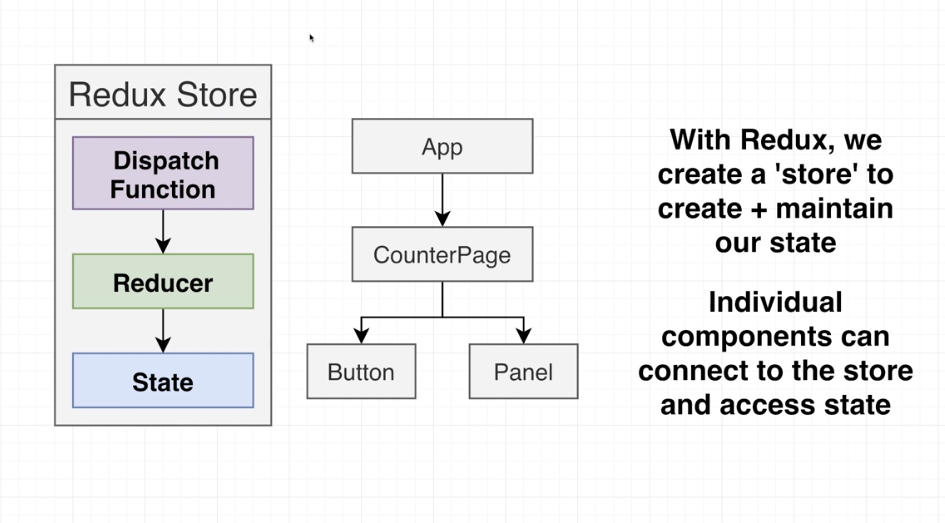 Redux Store
Dispatch
Function
Reducer
State
App
CounterPage
Button
Panel
With Redux, we
create a 'store' to
create + maintain
our state
Individual
components can
connect to the store
and access state